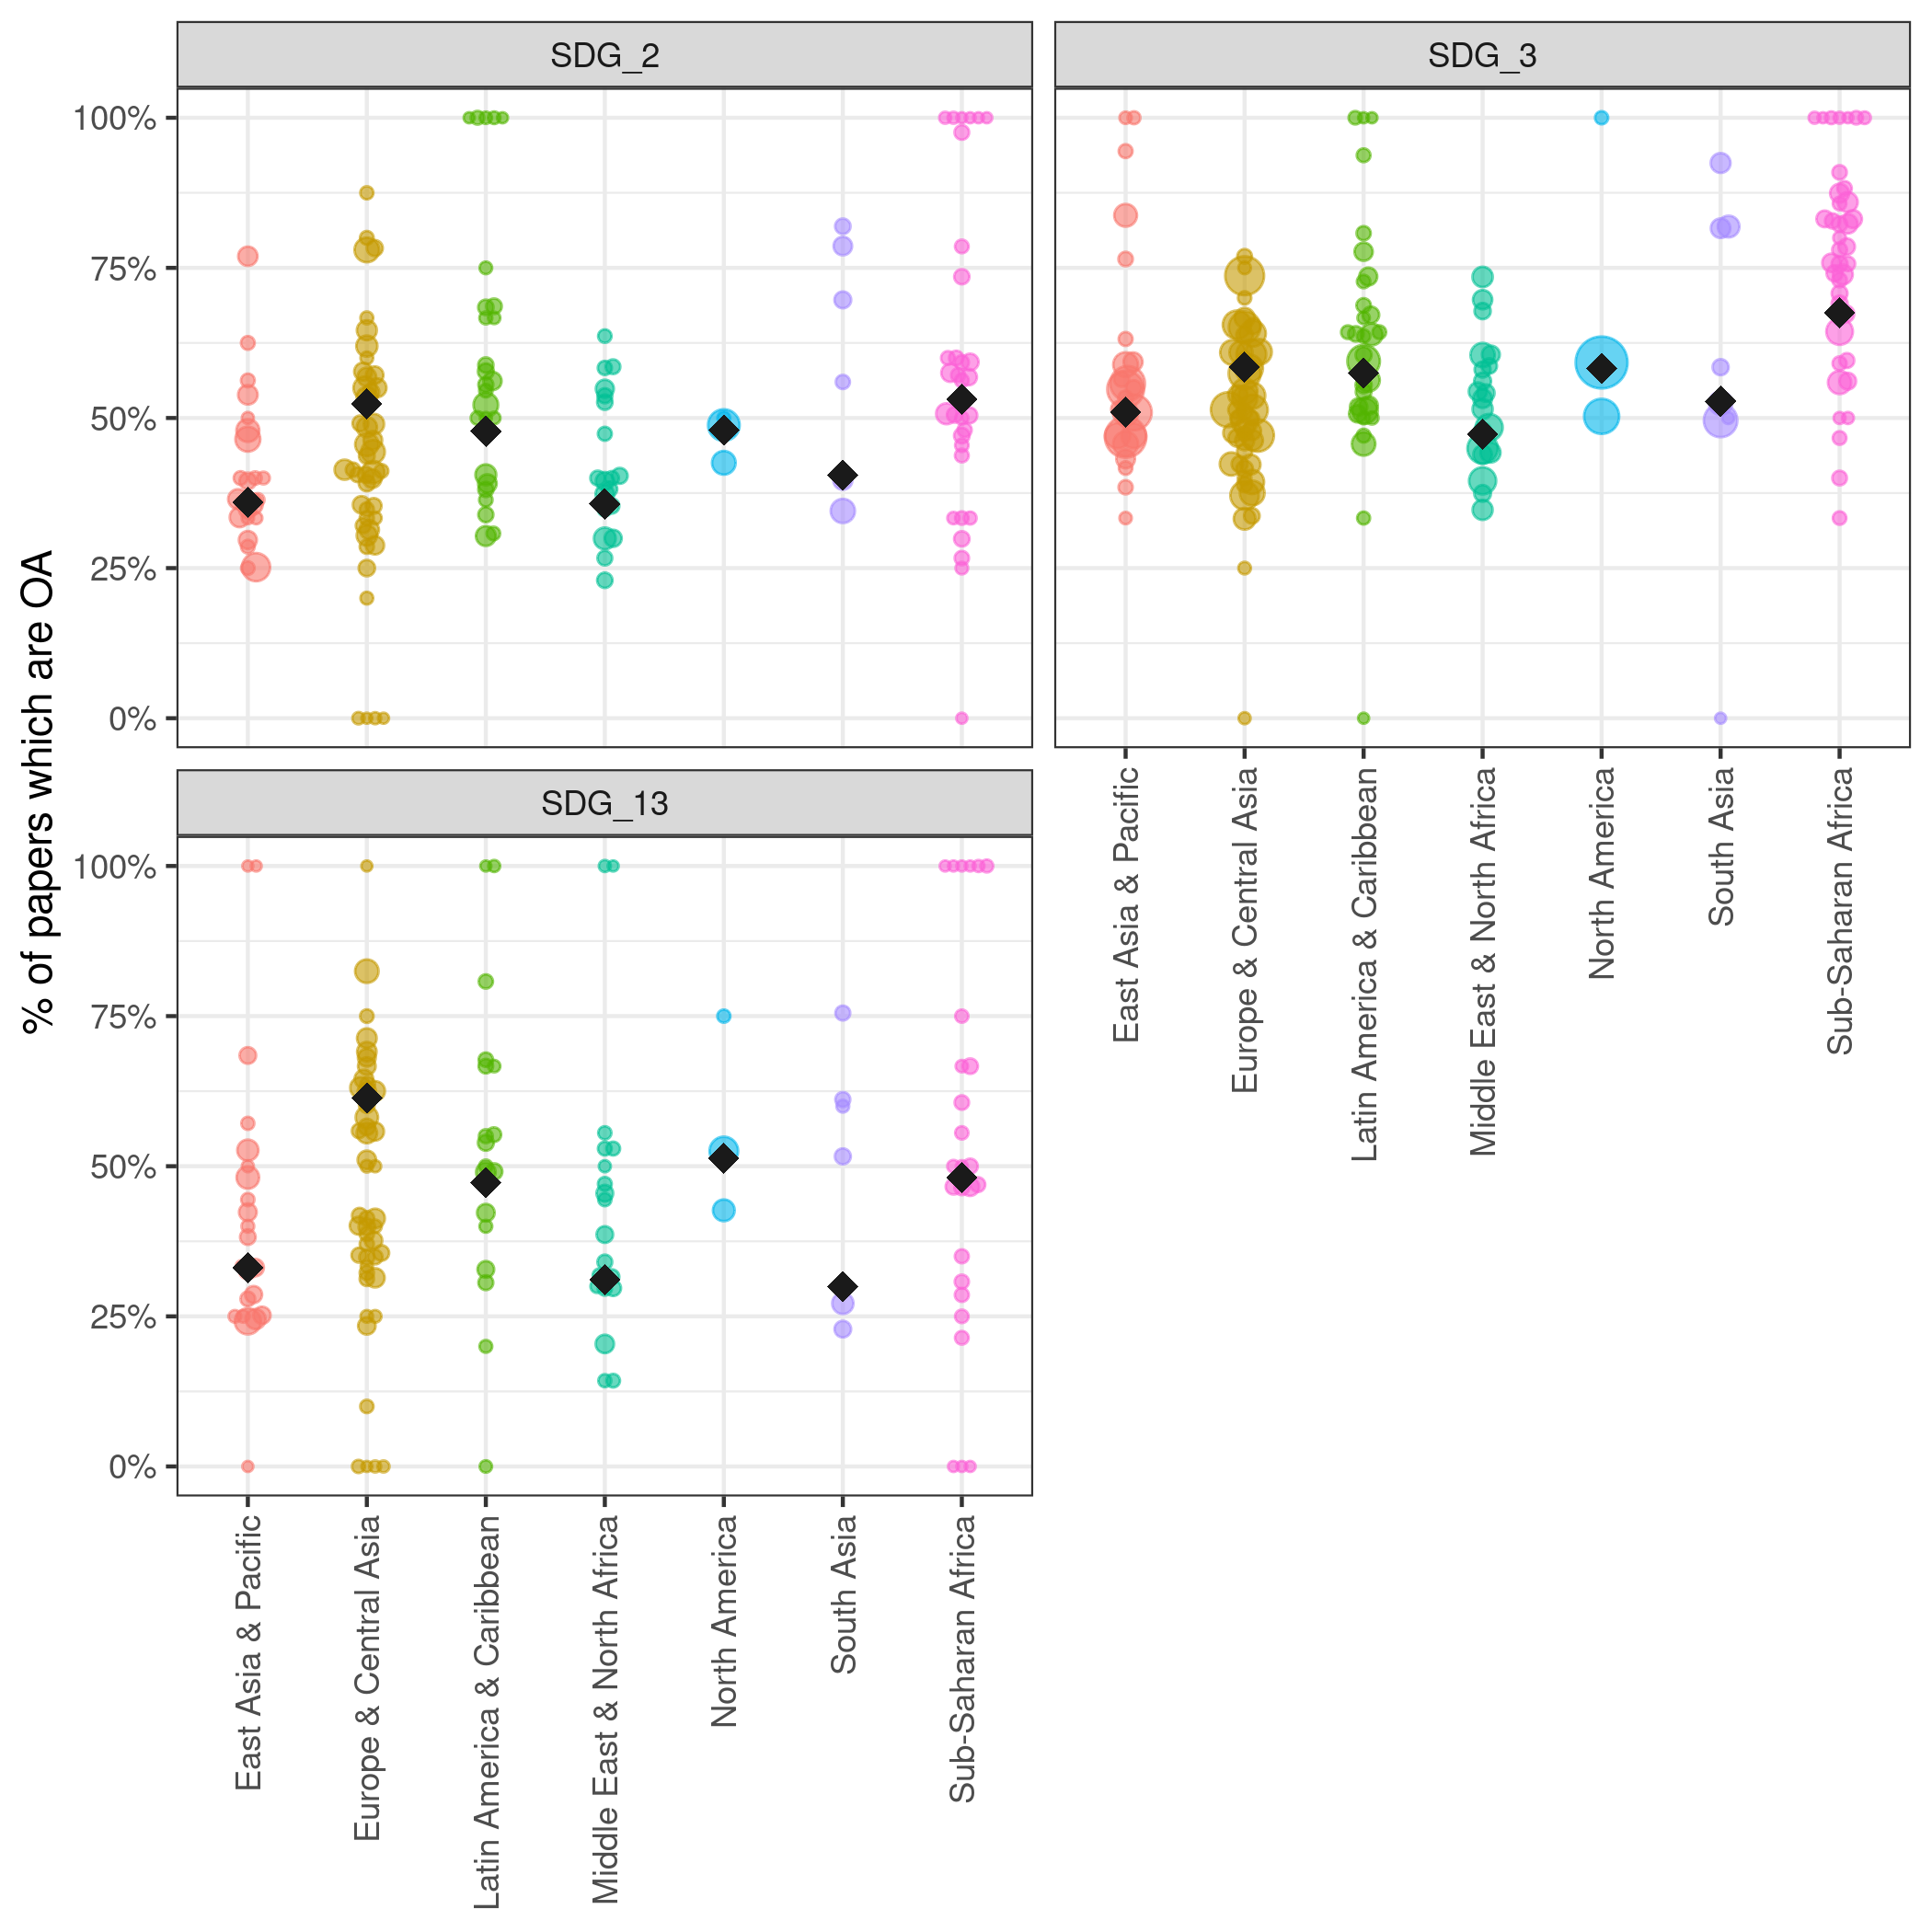 SDG_2
SDG_3
100%
75%
50%
25%
0%
% of papers which are OA
East Asia & Pacific
Europe & Central Asia
Latin America & Caribbean
Middle East & North Africa
North America
South Asia
Sub-Saharan Africa
SDG_13
100%
75%
50%
25%
0%
East Asia & Pacific
Europe & Central Asia
Latin America & Caribbean
Middle East & North Africa
North America
South Asia
Sub-Saharan Africa